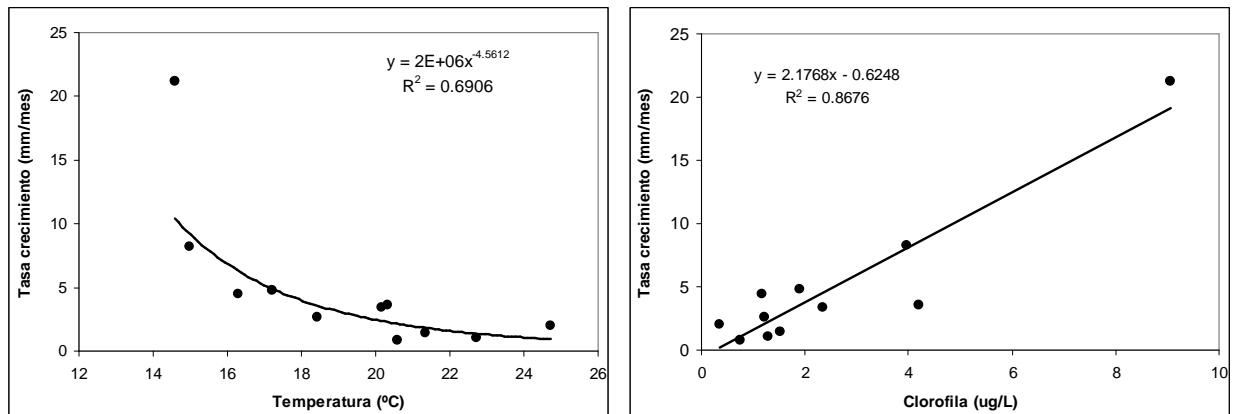 25
20
15
10
5
0
Tasa crecimiento (mm/mes)
y = 2E+06x^-4.5612
R² = 0.6906
12 14 16 18 20 22 24 26
Temperatura (ºC)
25
20
15
10
5
0
Tasa crecimiento (mm/mes)
y = 2.1768x - 0.6248
R² = 0.8676
0 2 4 6 8 10
Clorofila (ug/L)